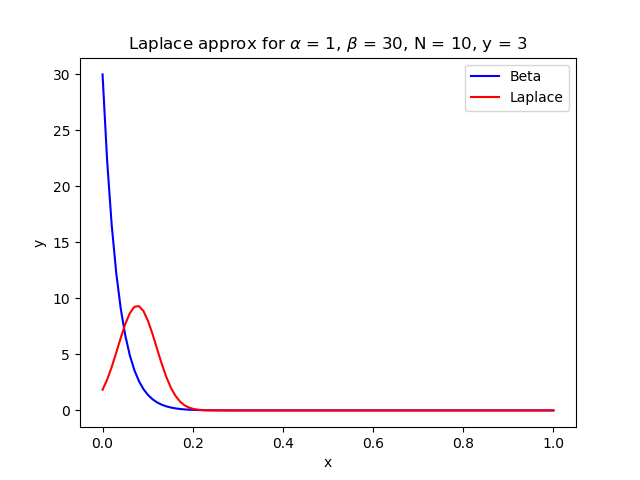 Laplace approx for α = 1, β = 30, N = 10, y = 3
Beta
Laplace
30
25
20
15
10
5
0
y
0.0 0.2 0.4 0.6 0.8 1.0
x